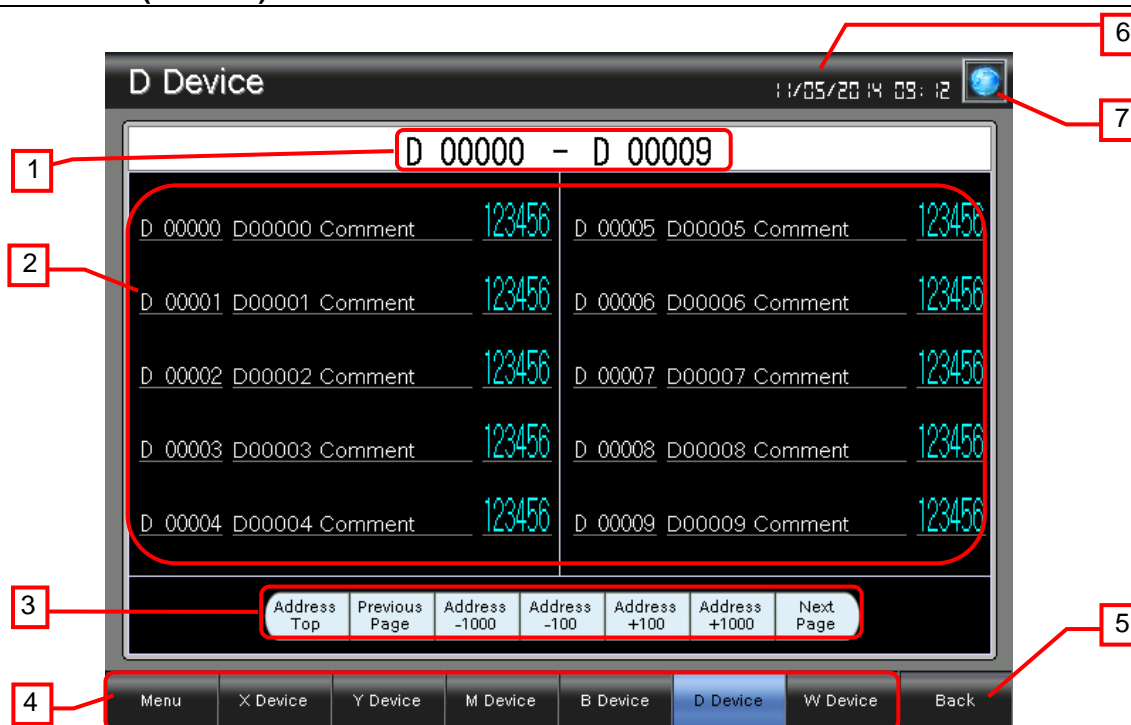 6
D Device
11/05/2014 09:12
7
1
D 00000 - D 00009
2
D 00000 D00000 Comment 123456 D 00005 D00005 Comment 123456
D 00001 D00001 Comment 123456 D 00006 D00006 Comment 123456
D 00002 D00002 Comment 123456 D 00007 D00007 Comment 123456
D 00003 D00003 Comment 123456 D 00008 D00008 Comment 123456
D 00004 D00004 Comment 123456 D 00009 D00009 Comment 123456
3
Address Top
Previous Page
Address -1000
Address -100
Address +100
Address +1000
Next Page
5
4
Menu X Device Y Device M Device B Device D Device W Device Back